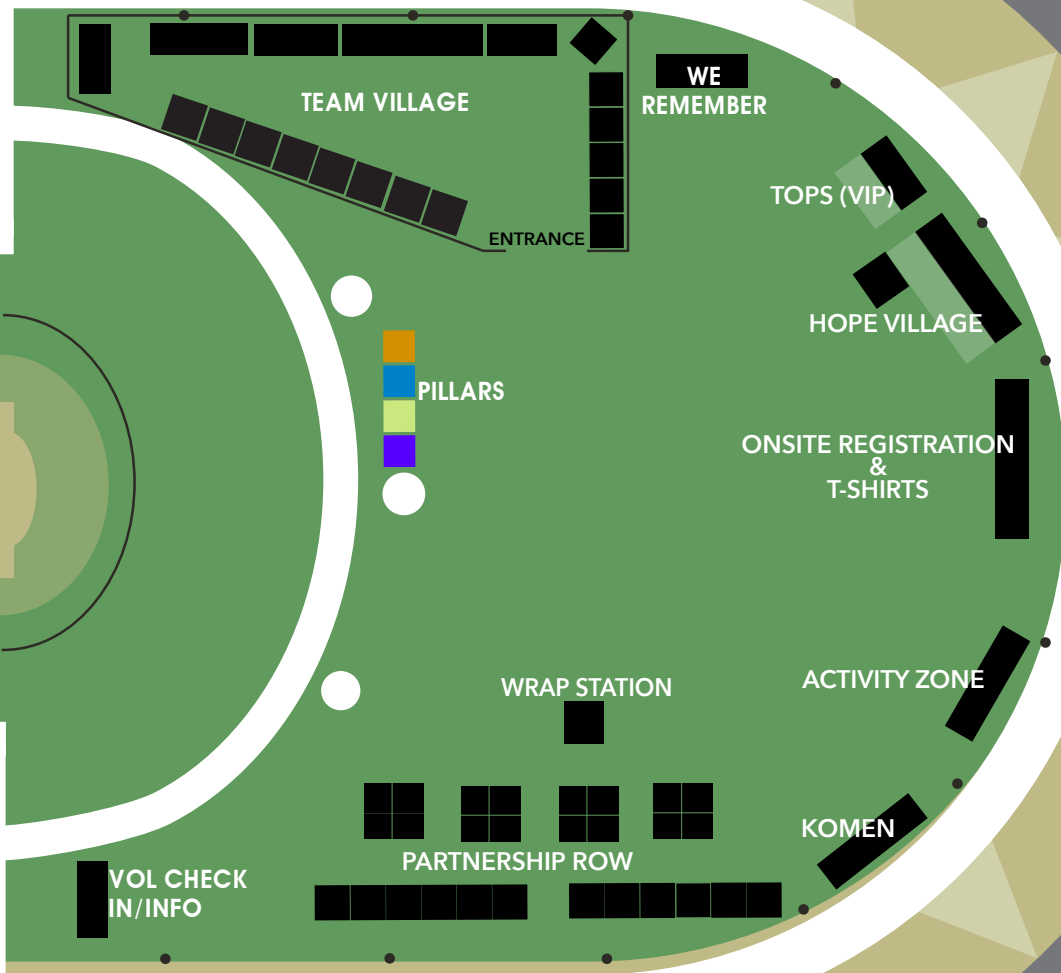 WE
REMEMBER
TEAM VILLAGE
TOPS (VIP)
ENTRANCE
HOPE VILLAGE
PILLARS
ONSITE REGISTRATION
&
T-SHIRTS
ACTIVITY ZONE
WRAP STATION
KOMEN
PARTNERSHIP ROW
VOL CHECK
IN/INFO